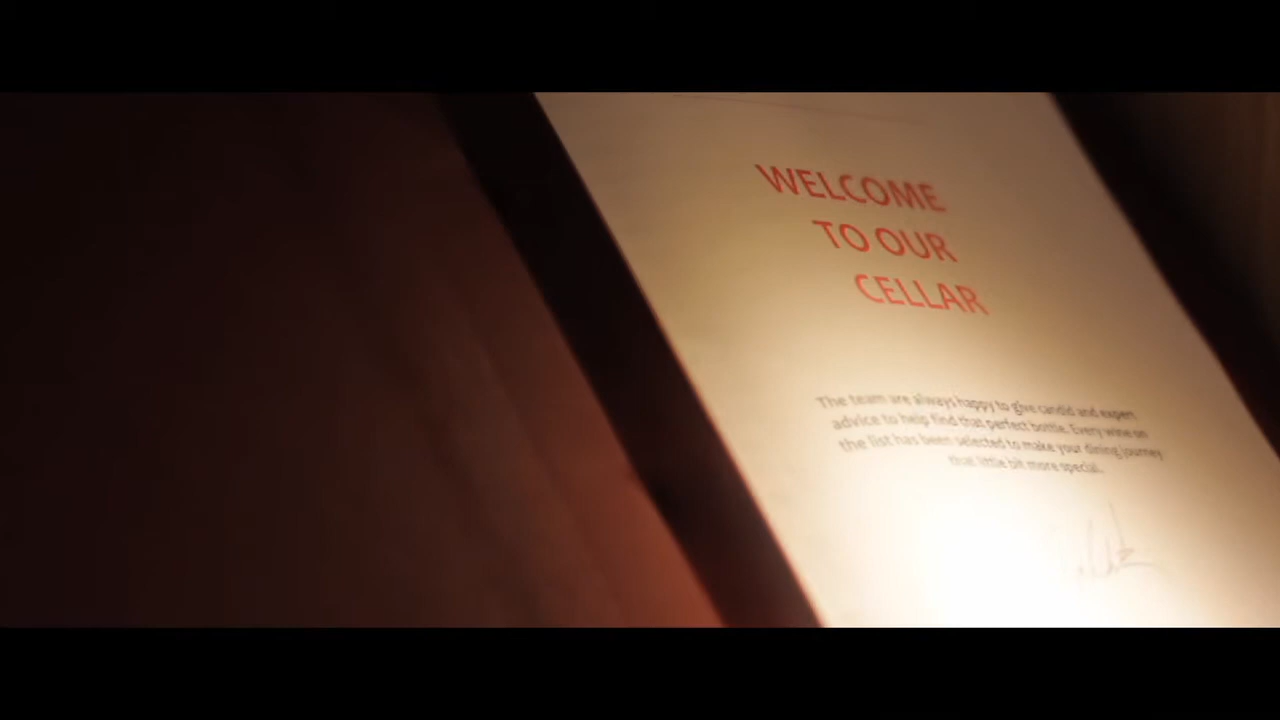 WELCOME
TO OUR
CELLAR
The team are always happy to give candid and expert
advice to help find that perfect bottle. Every wine on
the list has been selected to make your dining journey
that little bit more special.